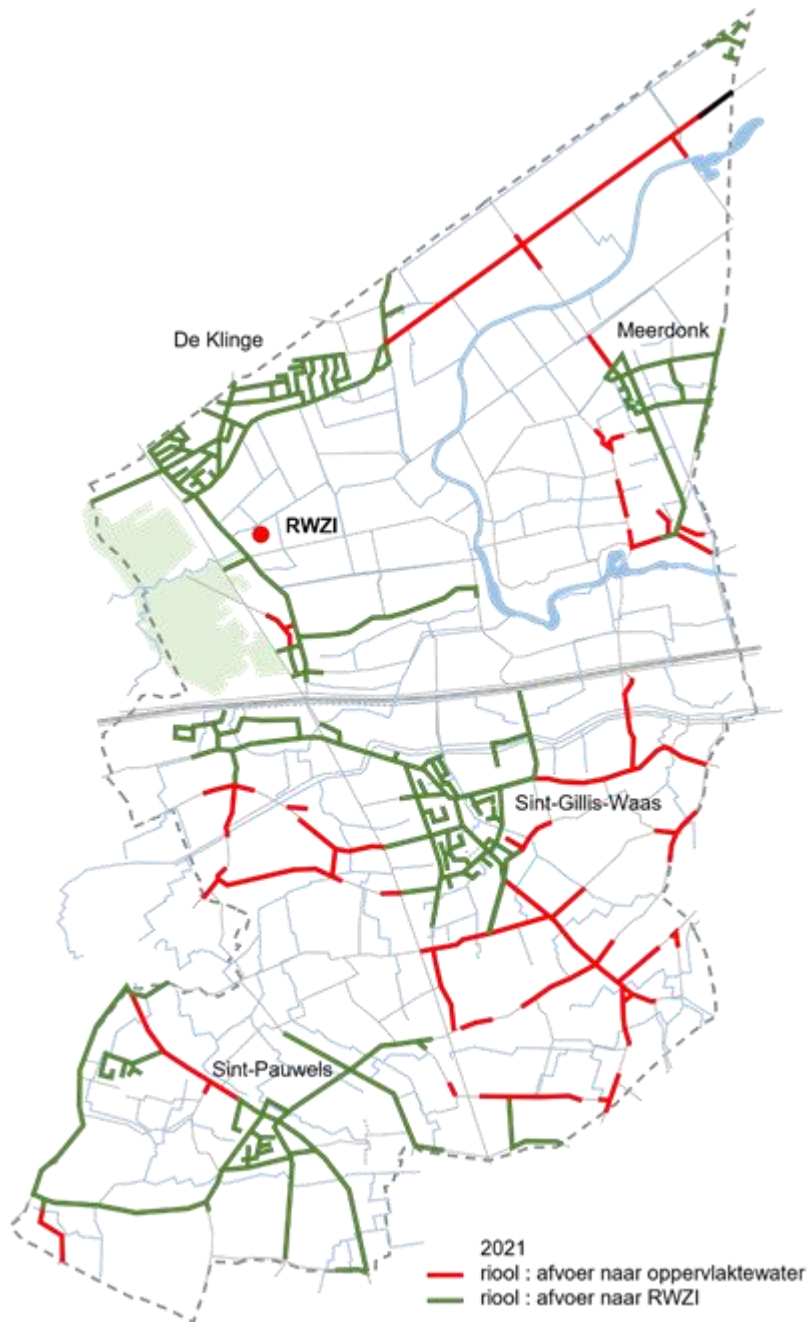 De Klinge
Meerdonk
RWZI
Sint-Gillis-Waas
Sint-Pauwels
2021
riool : afvoer naar oppervlaktewater
riool : afvoer naar RWZI